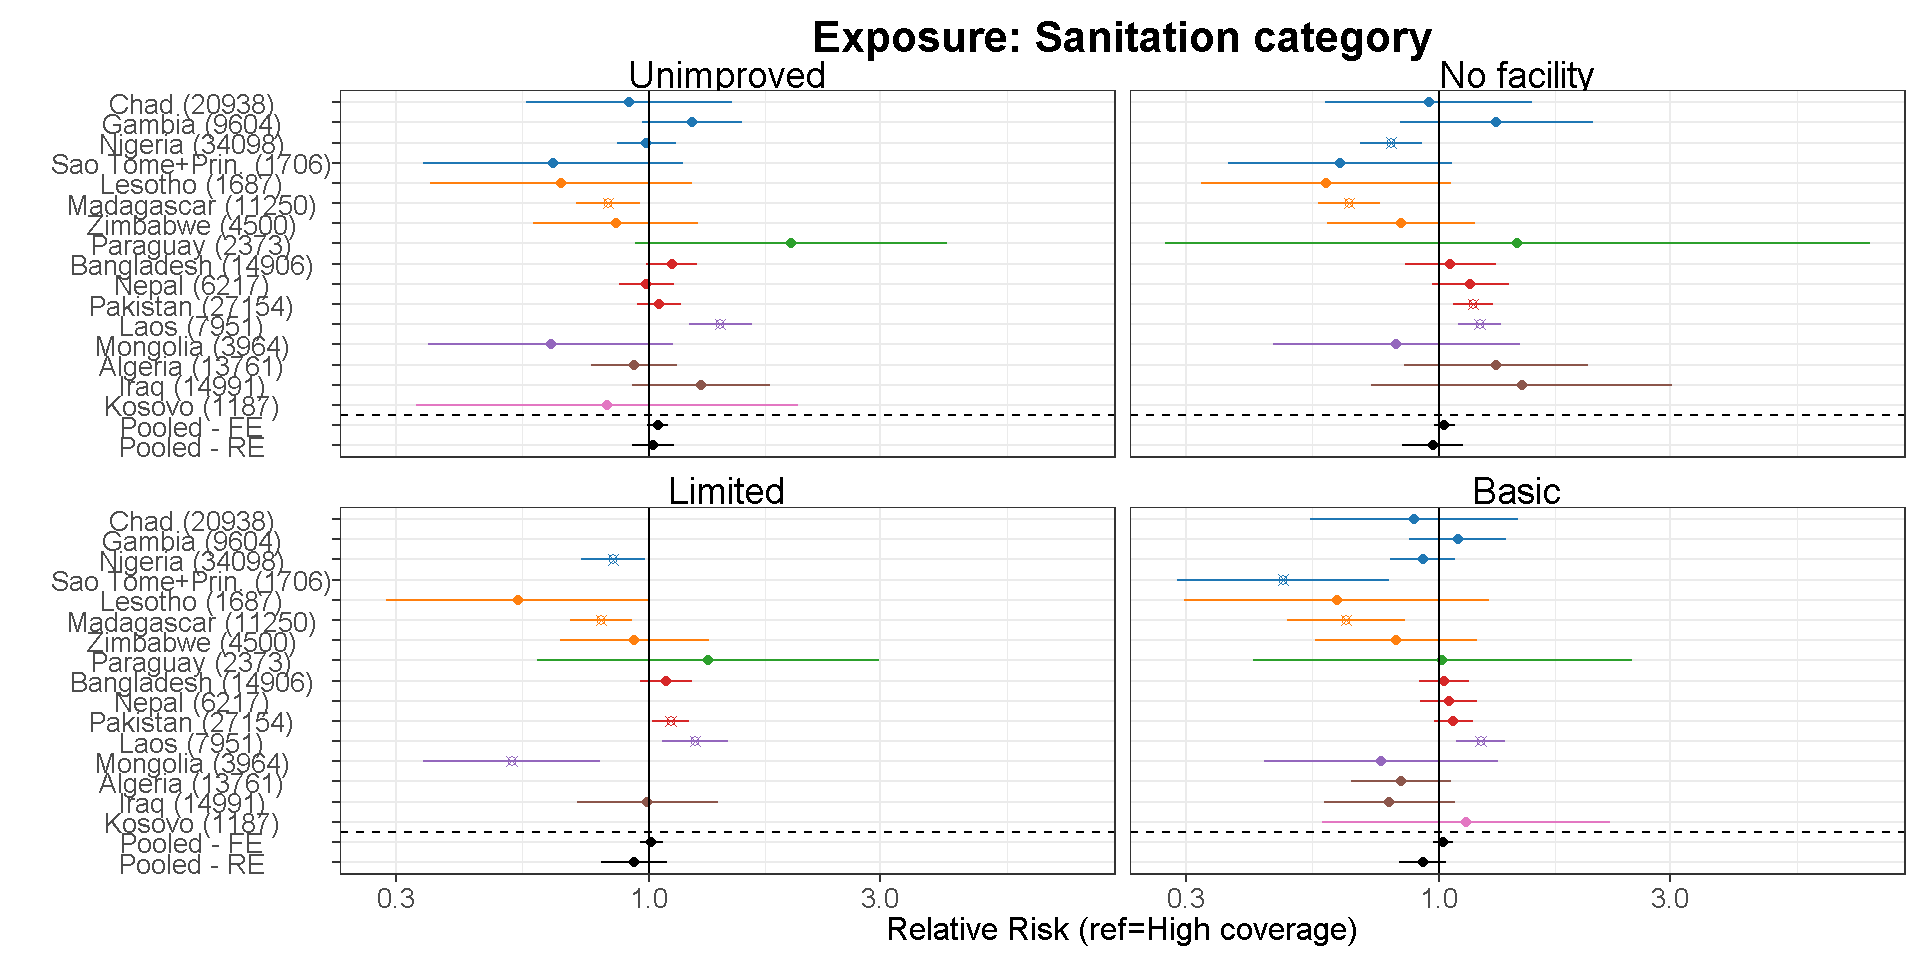 Exposure: Sanitation category
Unimproved
No facility
Chad (20938)
Gambia (9604)
Nigeria (34098)
Sao Tome+Prin. (1706)
Lesotho (1687)
Madagascar (11250)
Zimbabwe (4500)
Paraguay (2373)
Bangladesh (14906)
Nepal (6217)
Pakistan (27154)
Laos (7951)
Mongolia (3964)
Algeria (13761)
Iraq (14991)
Kosovo (1187)
Pooled - FE
Pooled - RE
Limited
Basic
Chad (20938)
Gambia (9604)
Nigeria (34098)
Sao Tome+Prin. (1706)
Lesotho (1687)
Madagascar (11250)
Zimbabwe (4500)
Paraguay (2373)
Bangladesh (14906)
Nepal (6217)
Pakistan (27154)
Laos (7951)
Mongolia (3964)
Algeria (13761)
Iraq (14991)
Kosovo (1187)
Pooled - FE
Pooled - RE
0.3 1.0 3.0 0.3 1.0 3.0
Relative Risk (ref=High coverage)